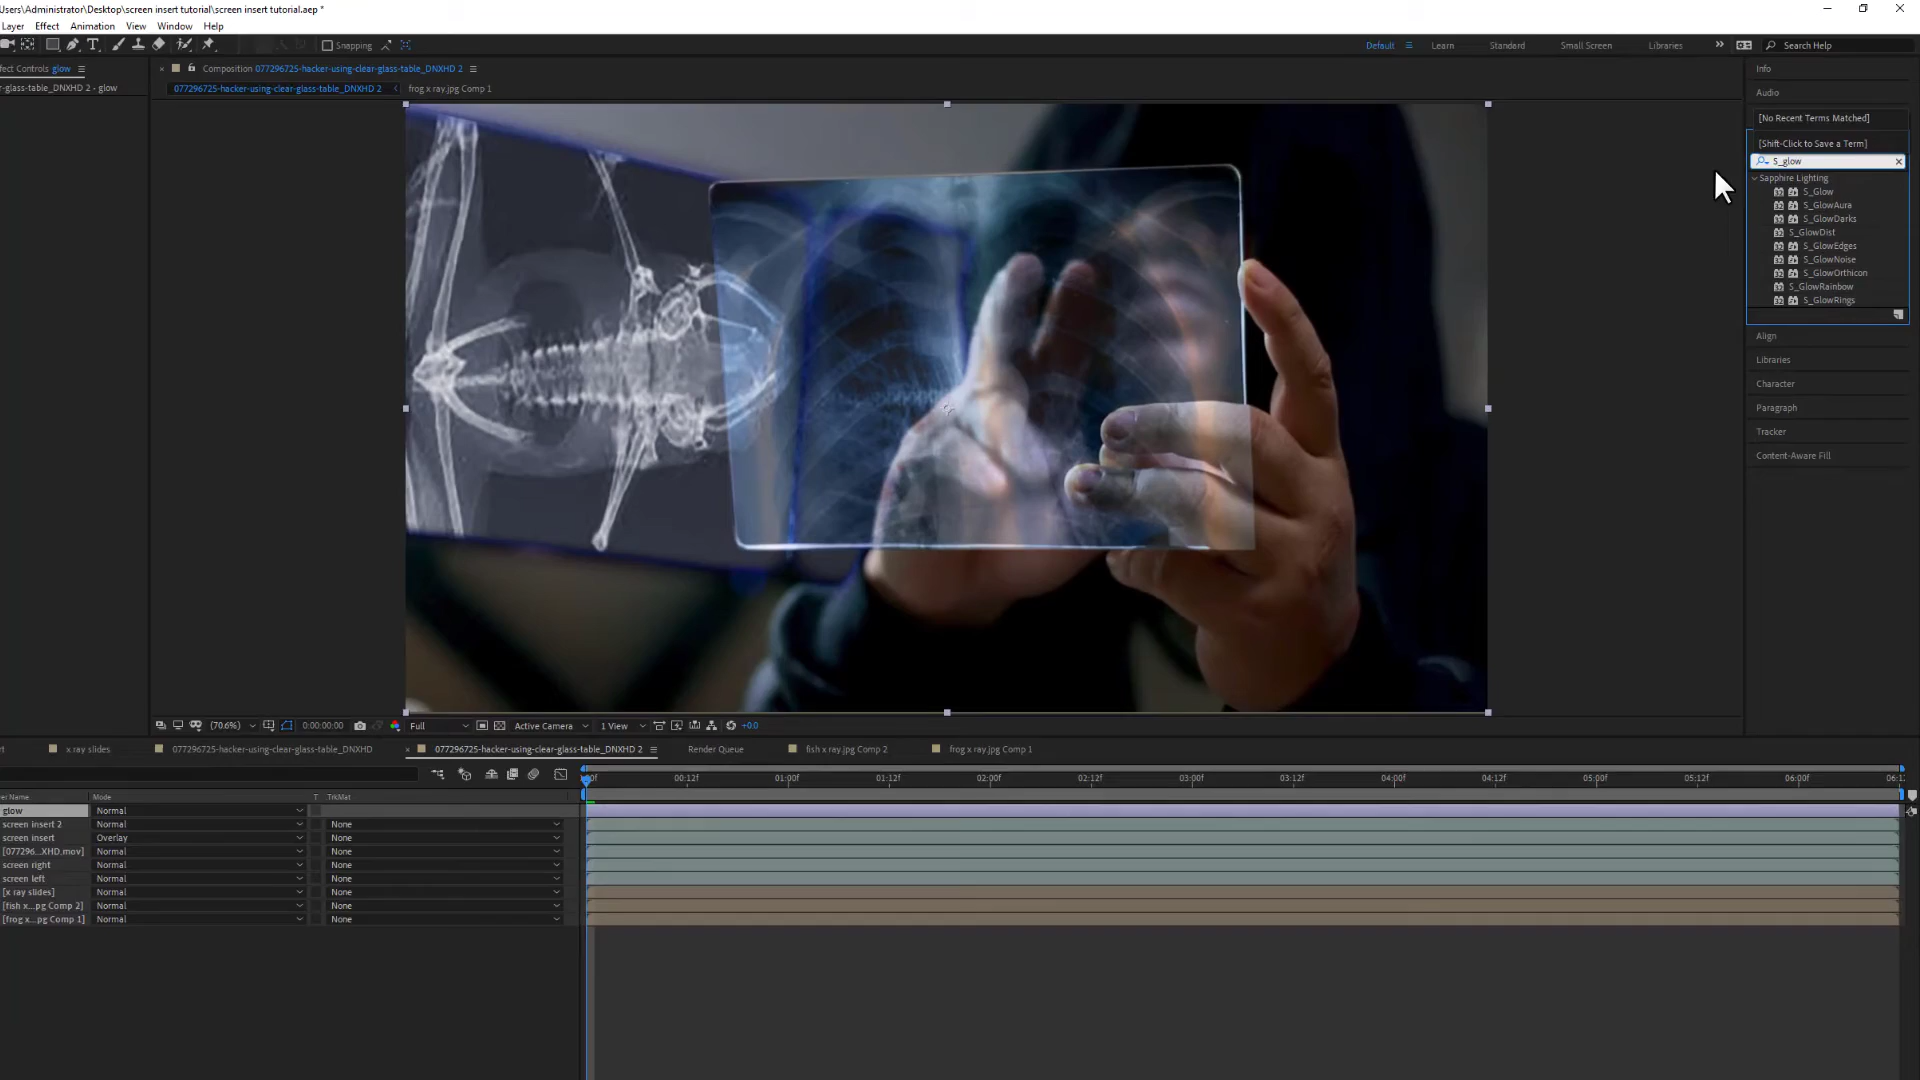 Users/Administrator/Desktop\screen insert tutorial\screen insert tutorial.aep *
Layer Effect Animation View Window Help
Snapping
Default Learn Standard Small Screen Libraries Search Help
fect Controls glow
Composition 077296725-hacker-using-clear-glass-table_DNXHD 2
Info
r-glass-table_DNXHD 2 - glow
077296725-hacker-using-clear-glass-table_DNXHD 2 frog x ray.jpg Comp 1
Audio
[No Recent Terms Matched]
[Shift-Click to Save a Term]
S_glow
Sapphire Lighting
S_Glow
S_GlowAura
S_GlowDarks
S_GlowDist
S_GlowEdges
S_GlowNoise
S_GlowOrthicon
S_GlowRainbow
S_GlowRings
Align
Libraries
Character
Paragraph
Tracker
Content-Aware Fill
(70.6%) 0:00:00:00 Full Active Camera 1 View +0.0
rt x ray slides 077296725-hacker-using-clear-glass-table_DNXHD 077296725-hacker-using-clear-glass-table_DNXHD 2 Render Queue fish x ray.jpg Comp 2 frog x ray.jpg Comp 1
:00f 00:12f 01:00f 01:12f 02:00f 02:12f 03:00f 03:12f 04:00f 04:12f 05:00f 05:12f 06:00f 06:12
er Name Mode T TrkMat
glow Normal
screen insert 2 Normal None
screen insert Overlay None
[077296...XHD.mov] Normal None
screen right Normal None
screen left Normal None
[x ray slides] Normal None
[fish x...pg Comp 2] Normal None
[frog x...pg Comp 1] Normal None